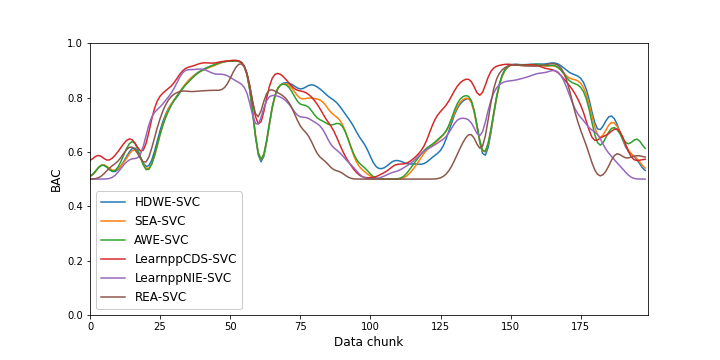 1.0
0.8
0.6
0.4
0.2
0.0
BAC
HDWE-SVC
SEA-SVC
AWE-SVC
LearnppCDS-SVC
LearnppNIE-SVC
REA-SVC
0 25 50 75 100 125 150 175
Data chunk